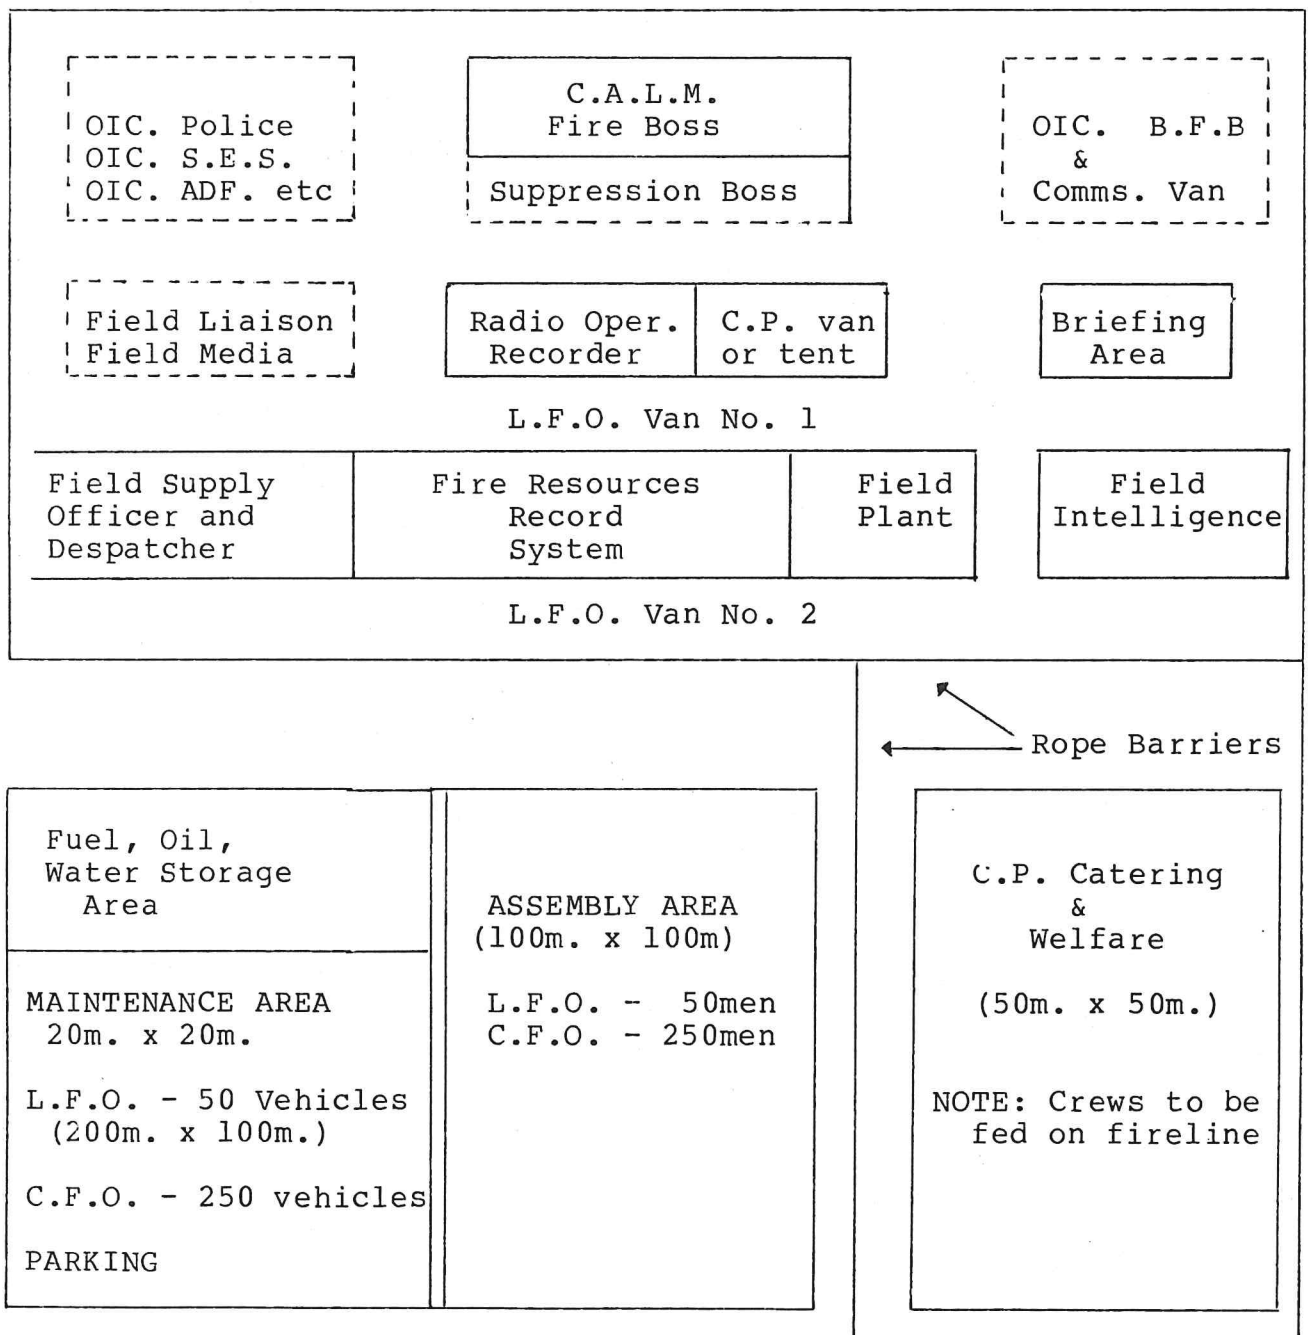 OIC. Police
OIC. S.E.S.
OIC. ADF. etc
C.A.L.M.
Fire Boss
Suppression Boss
OIC. B.F.B
&
Comms. Van
Field Liaison
Field Media
Radio Oper.
Recorder
C.P. van
or tent
Briefing
Area
L.F.O. Van No. 1
Field Supply
Officer and
Despatcher
Fire Resources
Record
System
Field
Plant
Field
Intelligence
L.F.O. Van No. 2
Rope Barriers
Fuel, Oil,
Water Storage
Area
MAINTENANCE AREA
20m. x 20m.
L.F.O. - 50 Vehicles
(200m. x 100m.)
C.F.O. - 250 vehicles
PARKING
ASSEMBLY AREA
(100m. x 100m)
L.F.O. - 50men
C.F.O. - 250men
C.P. Catering
&
Welfare
(50m. x 50m.)
NOTE: Crews to be
fed on fireline